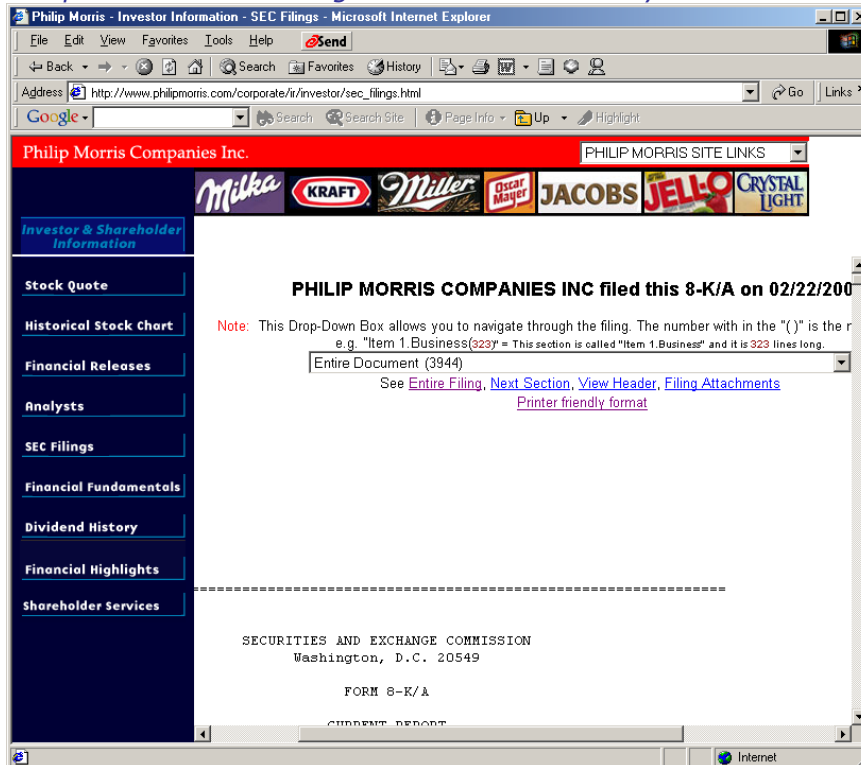 Philip Morris - Investor Information - SEC Filings - Microsoft Internet Explorer
File Edit View Favorites Tools Help Send
Back Search Favorites History
Address http://www.philipmorris.com/corporate/ir/investor/sec_filings.html Go Links
Google Search Search Site Page Info Up Highlight
Philip Morris Companies Inc. PHILIP MORRIS SITE LINKS
Milka KRAFT Miller Oscar Mayer JACOBS JELL-O CRYSTAL LIGHT
Investor & Shareholder
Information
Stock Quote
PHILIP MORRIS COMPANIES INC filed this 8-K/A on 02/22/200
Historical Stock Chart
Note: This Drop-Down Box allows you to navigate through the filing. The number with in the "()" is the
e.g. "Item 1.Business(323)" = This section is called "Item 1.Business" and it is 323 lines long.
Financial Releases
Entire Document (3944)
See Entire Filing, Next Section, View Header, Filing Attachments
Analysts
Printer friendly format
SEC Filings
Financial Fundamentals
Dividend History
Financial Highlights
Shareholder Services
SECURITIES AND EXCHANGE COMMISSION
Washington, D.C. 20549
FORM 8-K/A
CURRENT REPORT
Internet